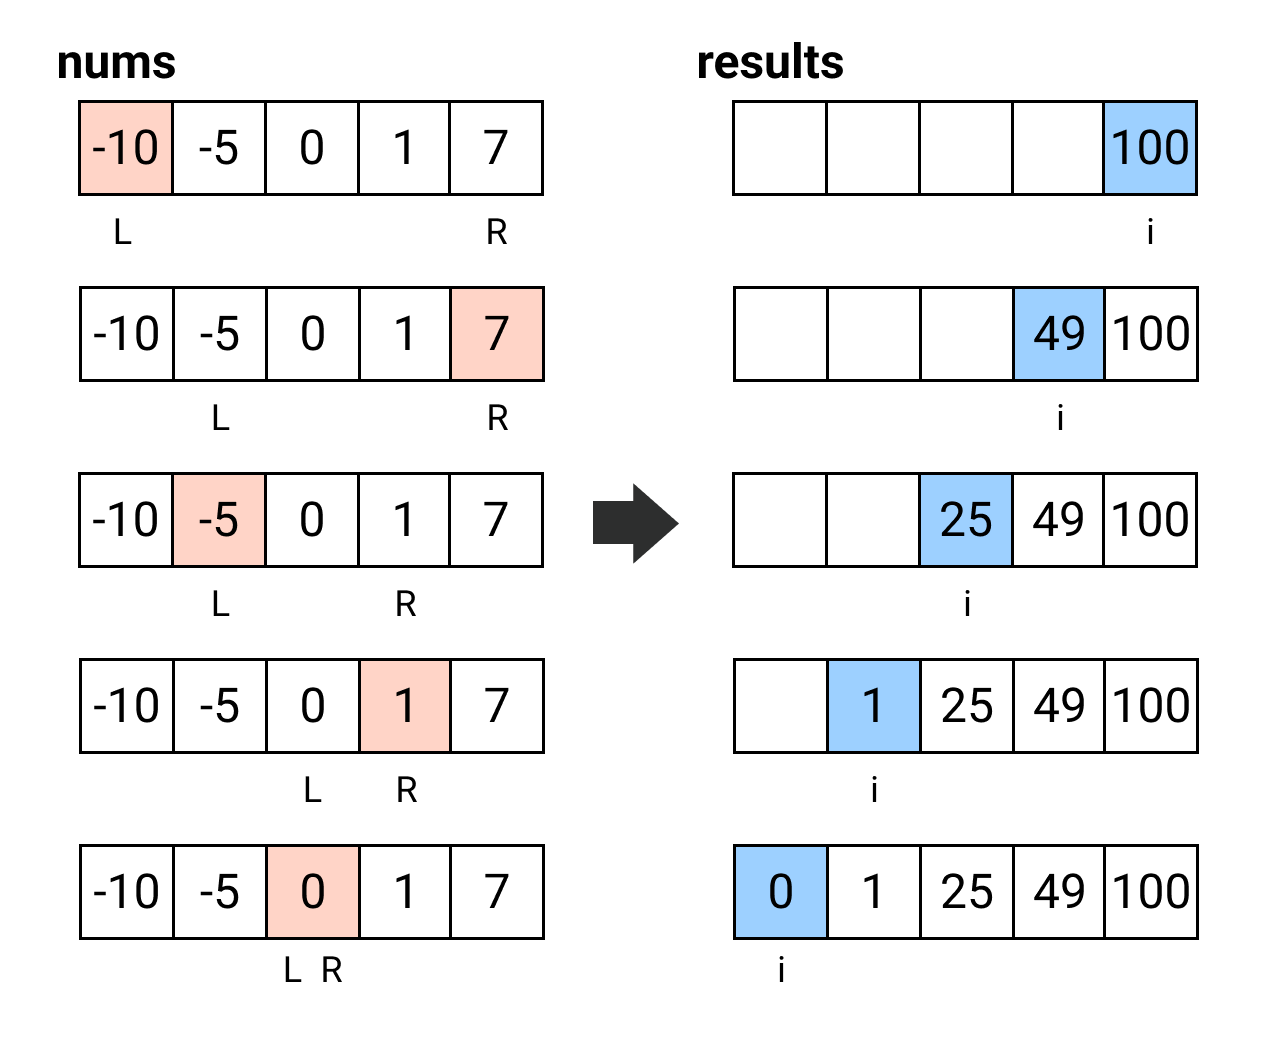 nums results
-10 -5 0 1 7 100
L R i
-10 -5 0 1 7 49 100
L R i
-10 -5 0 1 7 25 49 100
L R i
-10 -5 0 1 7 1 25 49 100
L R i
-10 -5 0 1 7 0 1 25 49 100
L R i